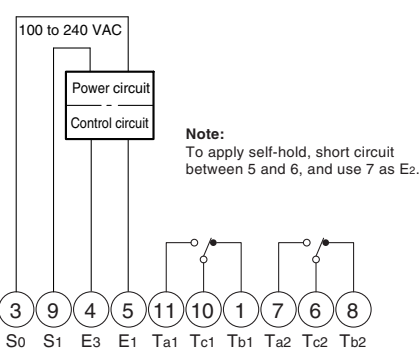 100 to 240 VAC
Power circuit
Control circuit
Note:
To apply self-hold, short circuit
between 5 and 6, and use 7 as E2.
3 9 4 5 11 10 1 7 6 8
S0 S1 E3 E1 Ta1 Tc1 Tb1 Ta2 Tc2 Tb2